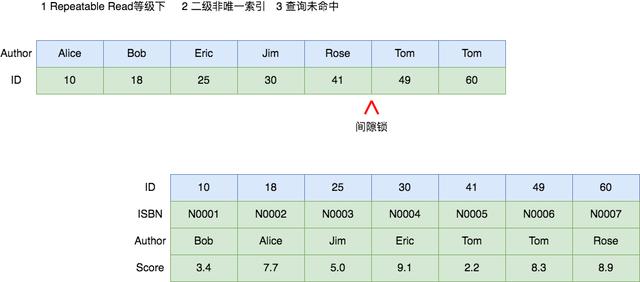 1 Repeatable Read等级下 2 二级非唯一索引 3 查询未命中
Author Alice Bob Eric Jim Rose Tom Tom
ID 10 18 25 30 41 49 60
间隙锁
ID 10 18 25 30 41 49 60
ISBN N0001 N0002 N0003 N0004 N0005 N0006 N0007
Author Bob Alice Jim Eric Tom Tom Rose
Score 3.4 7.7 5.0 9.1 2.2 8.3 8.9